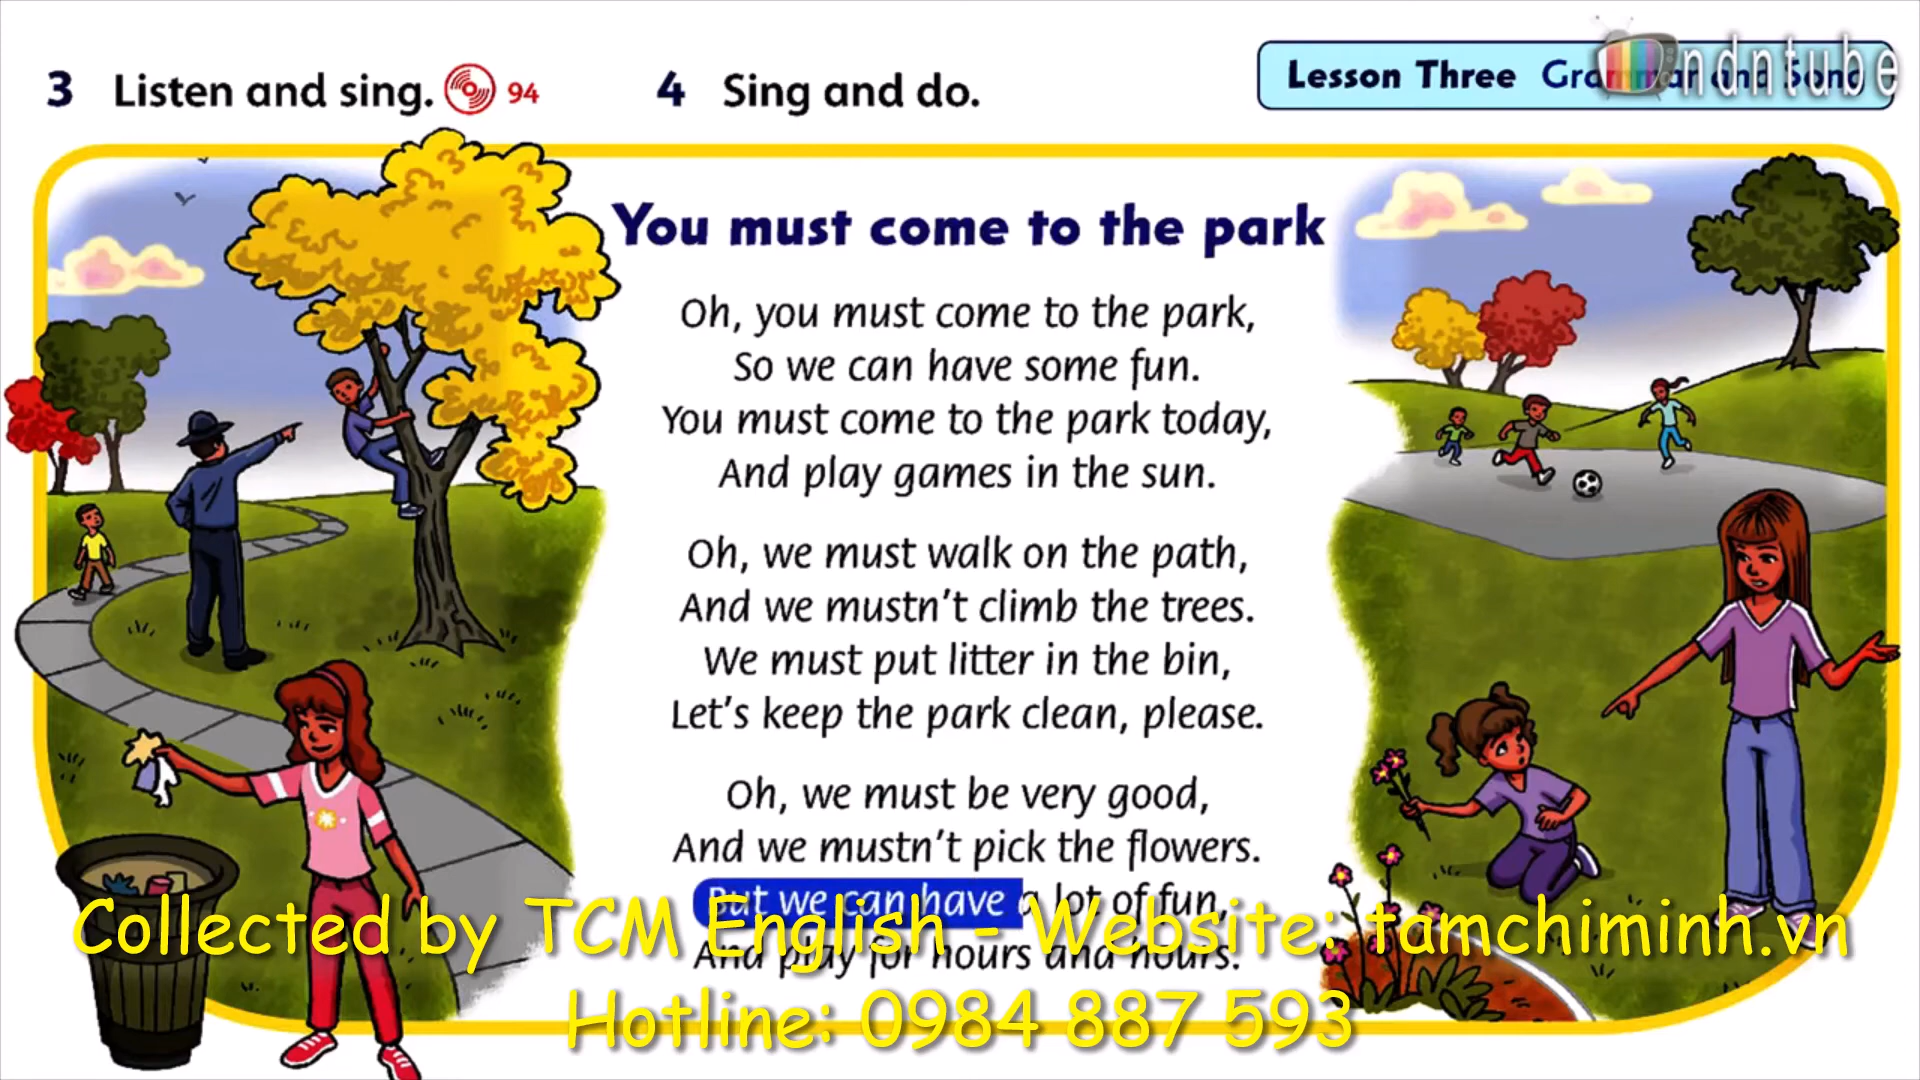 3 Listen and sing. 94
4 Sing and do.
Lesson Three Grammar and Song
ndntube
You must come to the park
Oh, you must come to the park,
So we can have some fun.
You must come to the park today,
And play games in the sun.
Oh, we must walk on the path,
And we mustn't climb the trees.
We must put litter in the bin,
Let's keep the park clean, please.
Oh, we must be very good,
And we mustn't pick the flowers.
But we can have a lot of fun,
And play for hours and hours.
Collected by TCM English - Website: tamchiminh.vn
Hotline: 0984 887 593